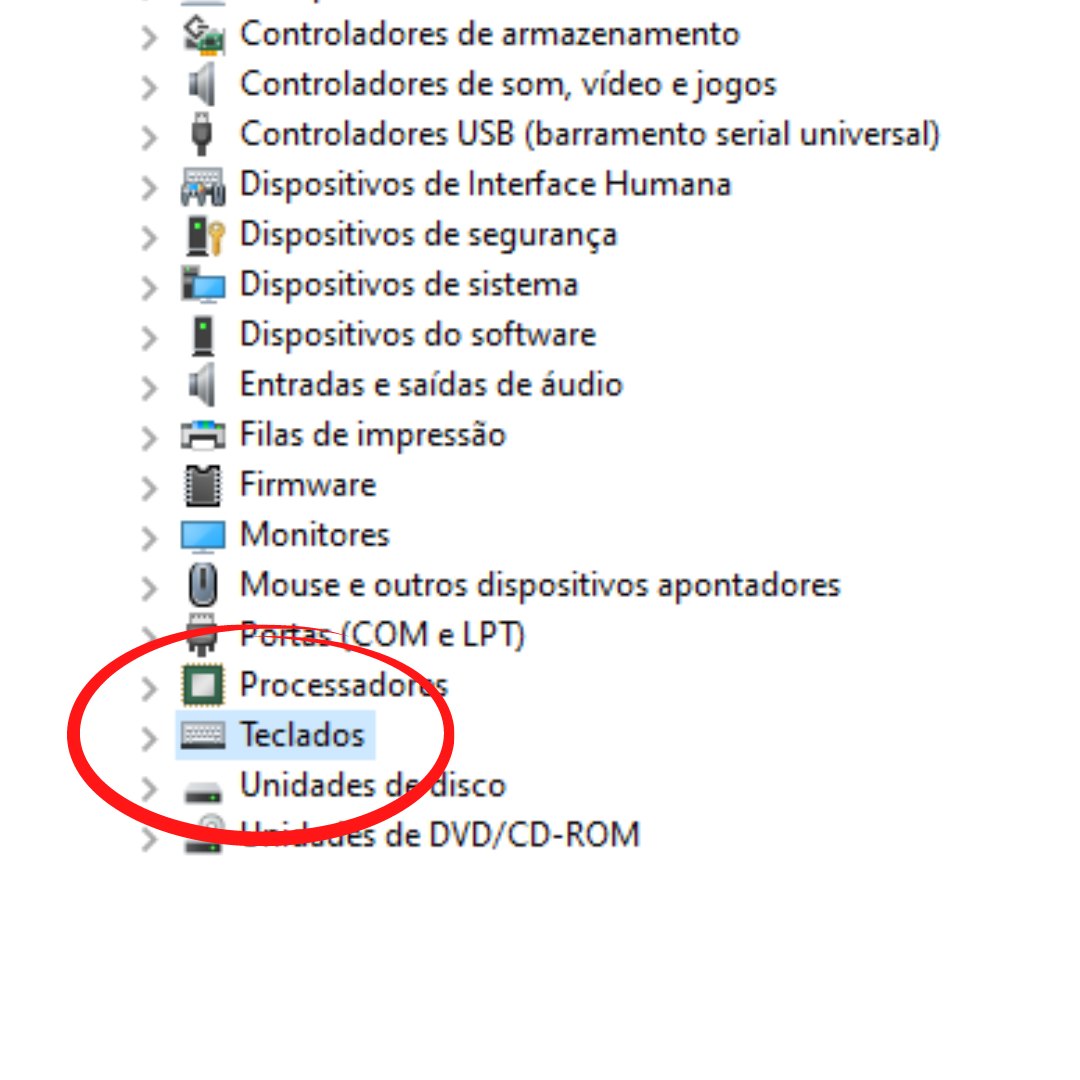 Controladores de armazenamento
Controladores de som, vídeo e jogos
Controladores USB (barramento serial universal)
Dispositivos de Interface Humana
Dispositivos de segurança
Dispositivos de sistema
Dispositivos do software
Entradas e saídas de áudio
Filas de impressão
Firmware
Monitores
Mouse e outros dispositivos apontadores
Portas (COM e LPT)
Processadores
Teclados
Unidades de disco
Unidades de DVD/CD-ROM